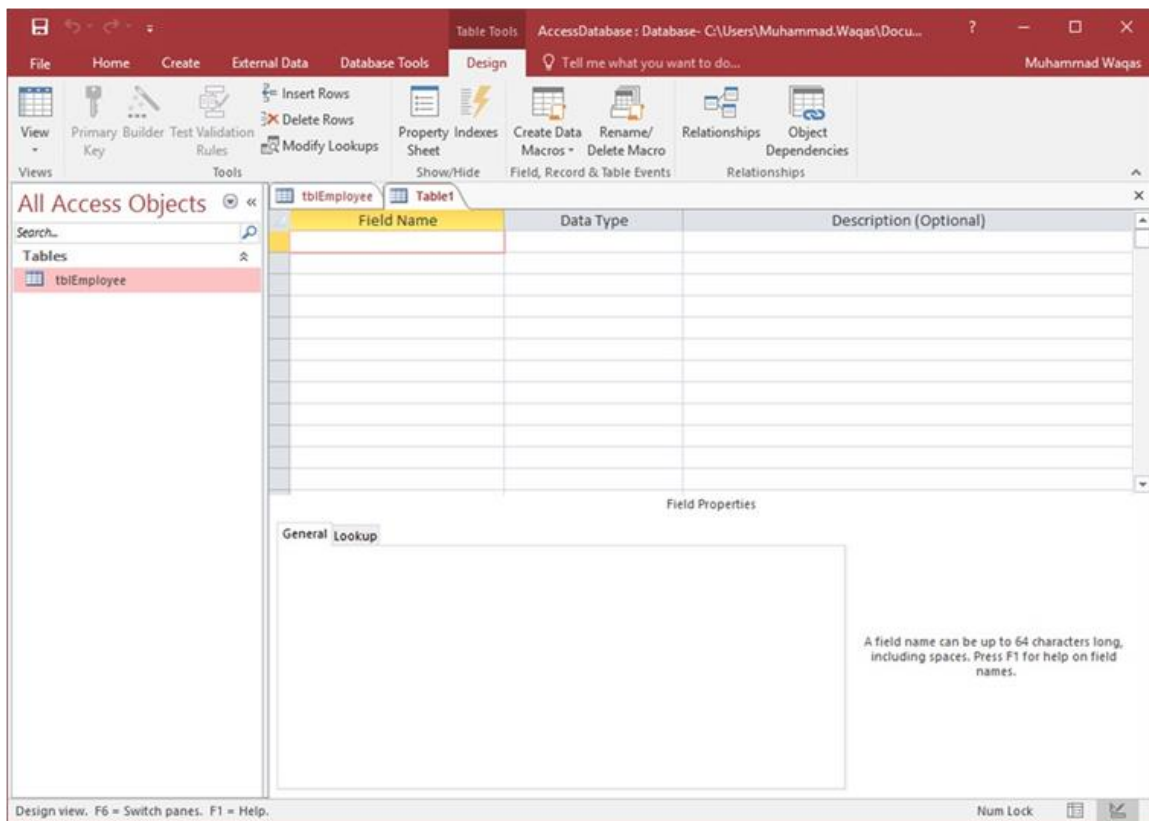 Table Tools
AccessDatabase : Database- C:\Users\Muhammad.Waqas\Docu... ?
File Home Create External Data Database Tools Design Tell me what you want to do... Muhammad Waqas
View
Primary Key
Builder
Test Validation Rules
Insert Rows
Delete Rows
Modify Lookups
Property Sheet
Indexes
Create Data Macros
Rename/ Delete Macro
Relationships
Object Dependencies
Views Tools Show/Hide Field, Record & Table Events Relationships
All Access Objects
Search...
Tables
tblEmployee
tblEmployee Table1
Field Name Data Type Description (Optional)
Field Properties
General Lookup
A field name can be up to 64 characters long,
including spaces. Press F1 for help on field
names.
Design view. F6 = Switch panes. F1 = Help. Num Lock